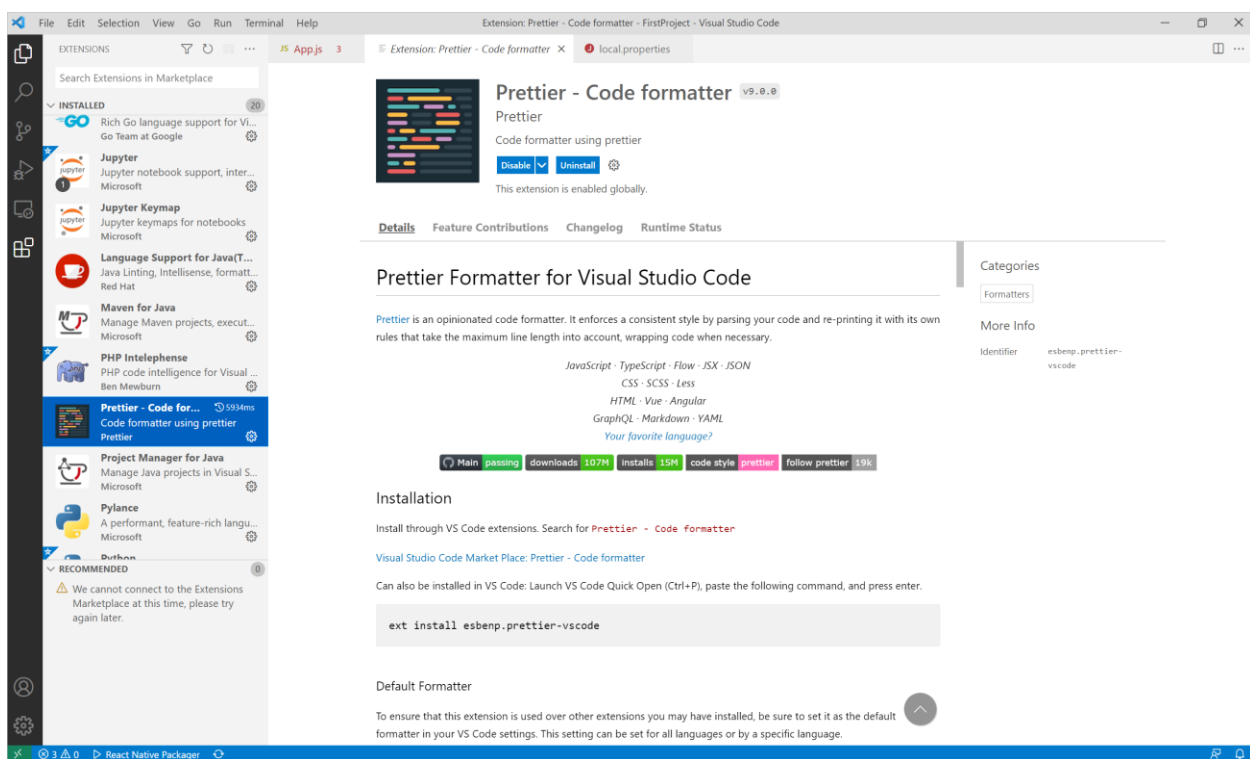 File Edit Selection View Go Run Terminal Help
Extension: Prettier - Code formatter - FirstProject - Visual Studio Code
EXTENSIONS
JS App.js 3
Extension: Prettier - Code formatter
local.properties
Search Extensions in Marketplace
INSTALLED 20
GO
Rich Go language support for Vi...
Go Team at Google
jupyter
1
Jupyter
Jupyter notebook support, inter...
Microsoft
jupyter
Jupyter Keymap
Jupyter keymaps for notebooks
Microsoft
Language Support for Java(T...
Java Linting, Intellisense, formatt...
Red Hat
Maven for Java
Manage Maven projects, execut...
Microsoft
PHP Intelephense
PHP code intelligence for Visual ...
Ben Mewburn
Prettier - Code for... 5934ms
Code formatter using prettier
Prettier
Project Manager for Java
Manage Java projects in Visual S...
Microsoft
Pylance
A performant, feature-rich langu...
Microsoft
Python
RECOMMENDED 0
We cannot connect to the Extensions
Marketplace at this time, please try
again later.
Prettier - Code formatter v9.0.0
Prettier
Code formatter using prettier
Disable Uninstall
This extension is enabled globally.
Details Feature Contributions Changelog Runtime Status
Prettier Formatter for Visual Studio Code
Prettier is an opinionated code formatter. It enforces a consistent style by parsing your code and re-printing it with its own
rules that take the maximum line length into account, wrapping code when necessary.
JavaScript · TypeScript · Flow · JSX · JSON
CSS · SCSS · Less
HTML · Vue · Angular
GraphQL · Markdown · YAML
Your favorite language?
Main passing downloads 107M installs 15M code style prettier follow prettier 19k
Installation
Install through VS Code extensions. Search for Prettier - Code formatter
Visual Studio Code Market Place: Prettier - Code formatter
Can also be installed in VS Code: Launch VS Code Quick Open (Ctrl+P), paste the following command, and press enter.
ext install esbenp.prettier-vscode
Default Formatter
To ensure that this extension is used over other extensions you may have installed, be sure to set it as the default
formatter in your VS Code settings. This setting can be set for all languages or by a specific language.
Categories
Formatters
More Info
Identifier esbenp.prettier-
vscode
3 0 React Native Packager